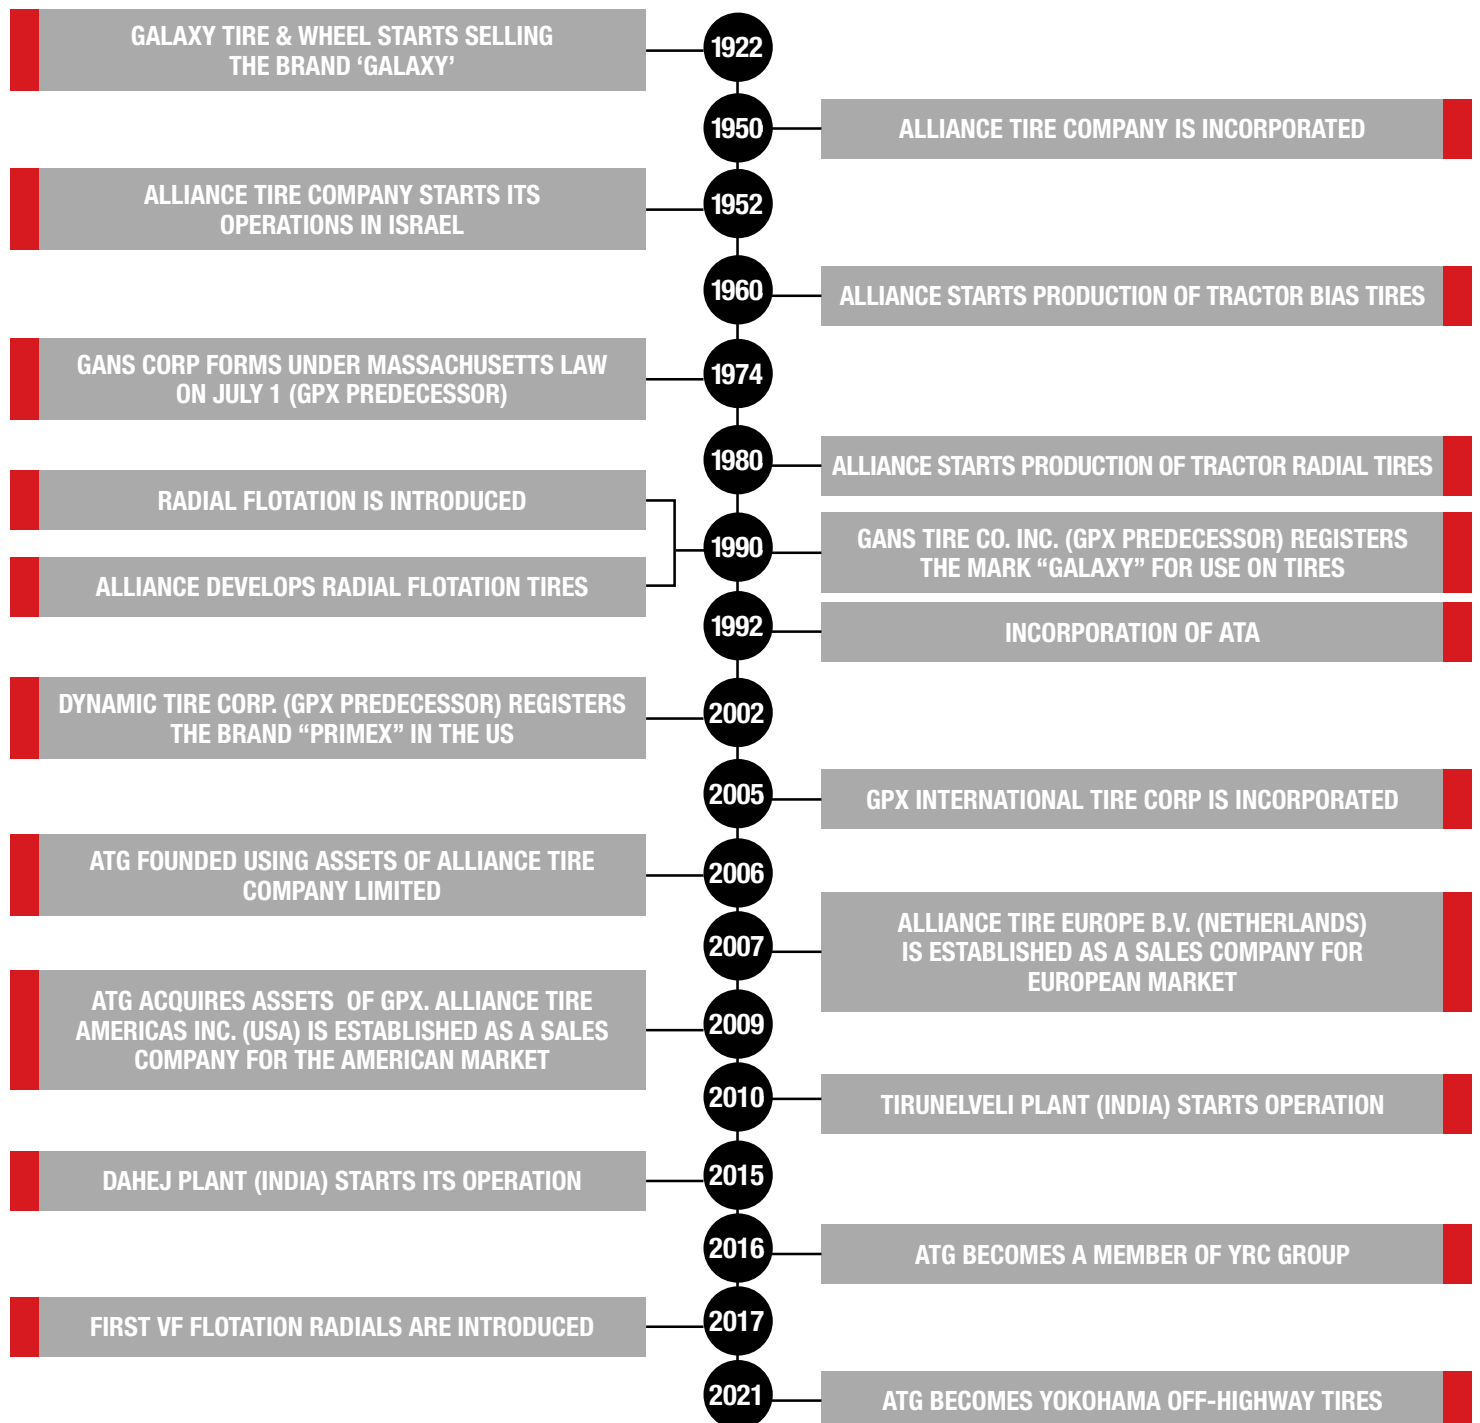 GALAXY TIRE & WHEEL STARTS SELLING
THE BRAND ‘GALAXY’
1922
1950
ALLIANCE TIRE COMPANY IS INCORPORATED
ALLIANCE TIRE COMPANY STARTS ITS
OPERATIONS IN ISRAEL
1952
1960
ALLIANCE STARTS PRODUCTION OF TRACTOR BIAS TIRES
GANS CORP FORMS UNDER MASSACHUSETTS LAW
ON JULY 1 (GPX PREDECESSOR)
1974
1980
ALLIANCE STARTS PRODUCTION OF TRACTOR RADIAL TIRES
RADIAL FLOTATION IS INTRODUCED
ALLIANCE DEVELOPS RADIAL FLOTATION TIRES
1990
GANS TIRE CO. INC. (GPX PREDECESSOR) REGISTERS
THE MARK “GALAXY” FOR USE ON TIRES
1992
INCORPORATION OF ATA
DYNAMIC TIRE CORP. (GPX PREDECESSOR) REGISTERS
THE BRAND “PRIMEX” IN THE US
2002
2005
GPX INTERNATIONAL TIRE CORP IS INCORPORATED
ATG FOUNDED USING ASSETS OF ALLIANCE TIRE
COMPANY LIMITED
2006
2007
ALLIANCE TIRE EUROPE B.V. (NETHERLANDS)
IS ESTABLISHED AS A SALES COMPANY FOR
EUROPEAN MARKET
ATG ACQUIRES ASSETS OF GPX. ALLIANCE TIRE
AMERICAS INC. (USA) IS ESTABLISHED AS A SALES
COMPANY FOR THE AMERICAN MARKET
2009
2010
TIRUNELVELI PLANT (INDIA) STARTS OPERATION
DAHEJ PLANT (INDIA) STARTS ITS OPERATION
2015
2016
ATG BECOMES A MEMBER OF YRC GROUP
FIRST VF FLOTATION RADIALS ARE INTRODUCED
2017
2021
ATG BECOMES YOKOHAMA OFF-HIGHWAY TIRES